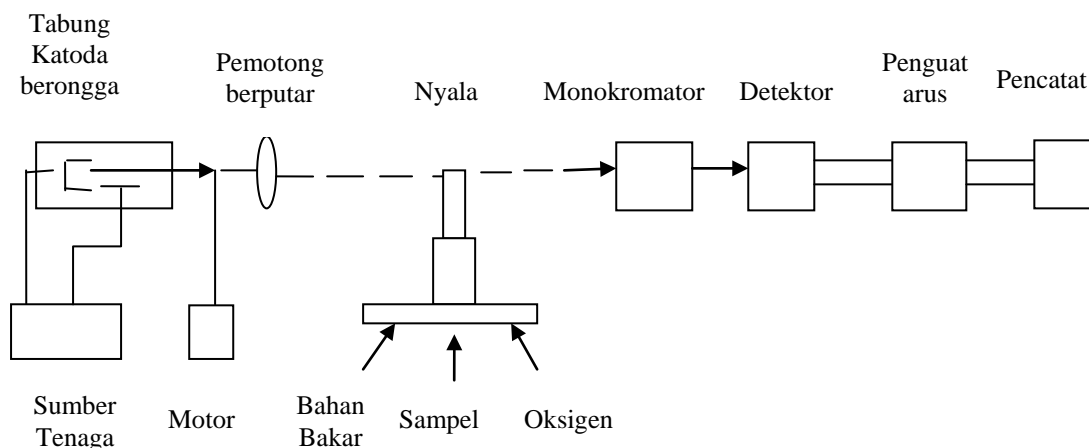 Tabung
Katoda
berongga
Pemotong
berputar
Nyala
Monokromator
Detektor
Penguat
arus
Pencatat
Sumber
Tenaga
Motor
Bahan
Bakar
Sampel
Oksigen